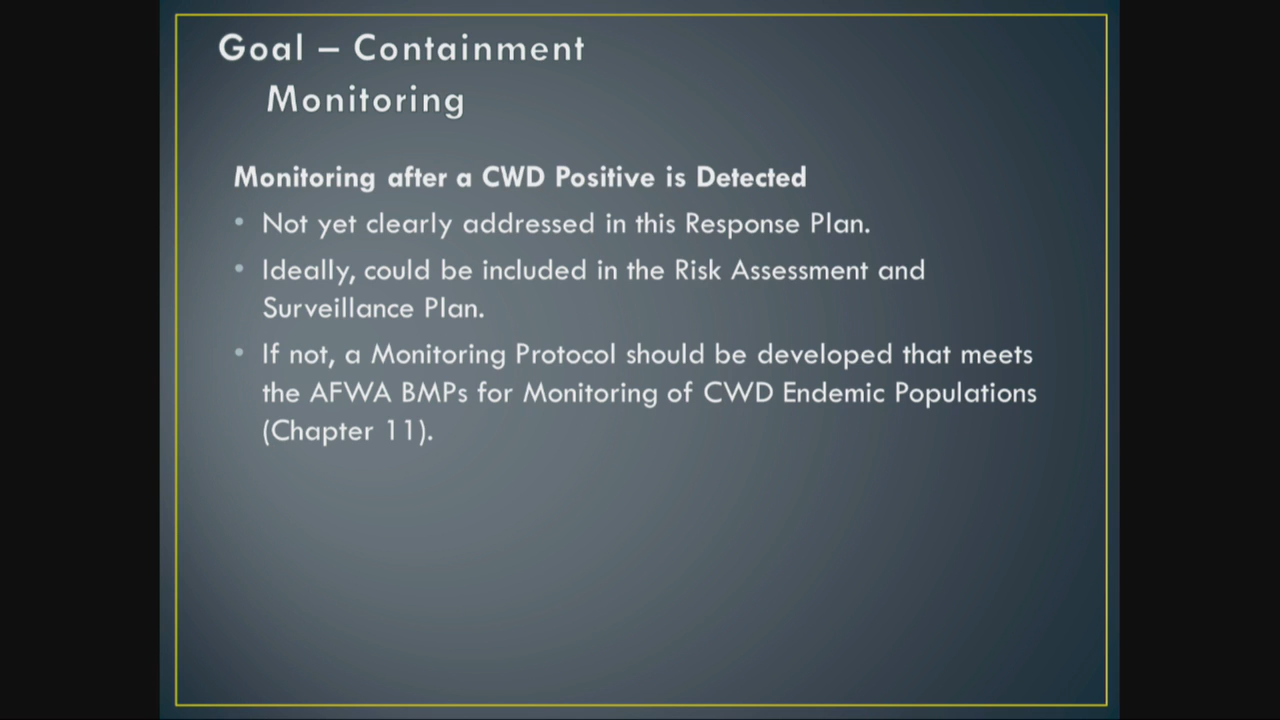 Goal – Containment
Monitoring
Monitoring after a CWD Positive is Detected
• Not yet clearly addressed in this Response Plan.
• Ideally, could be included in the Risk Assessment and
Surveillance Plan.
• If not, a Monitoring Protocol should be developed that meets
the AFWA BMPs for Monitoring of CWD Endemic Populations
(Chapter 11).